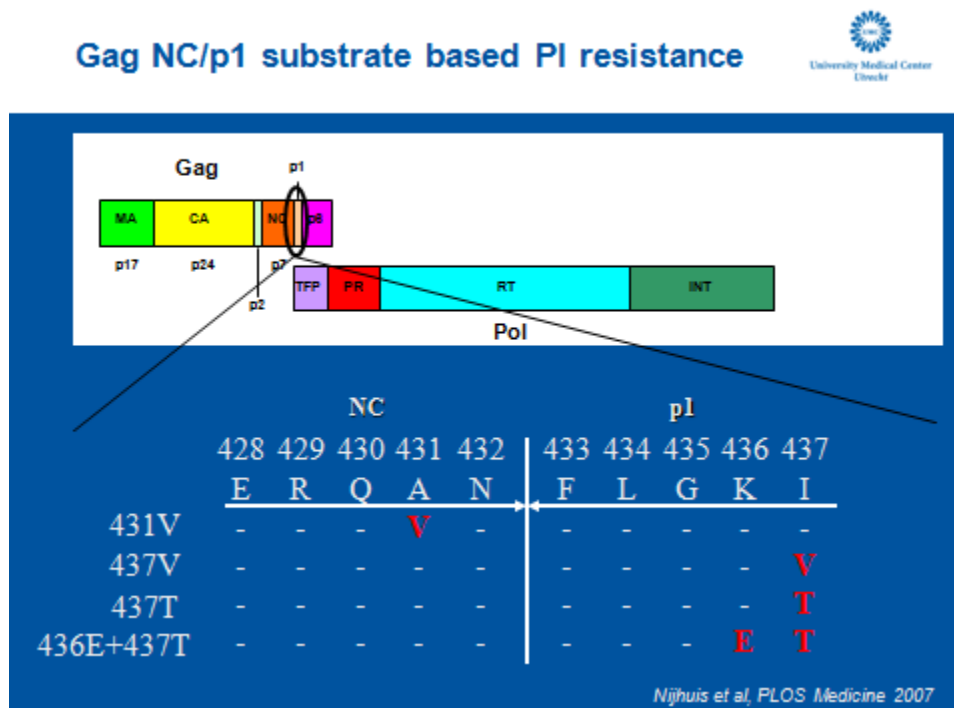 Gag NC/p1 substrate based PI resistance
University Medical Center
Utrecht
Gag
p1
MA CA NC p6
p17 p24 p7
p2
TFP PR RT INT
Pol
NC p1
428 429 430 431 432 433 434 435 436 437
E R Q A N F L G K I
431V - - - V - - - - - -
437V - - - - - - - - - V
437T - - - - - - - - - T
436E+437T - - - - - - - - E T
Nijhuis et al, PLOS Medicine 2007